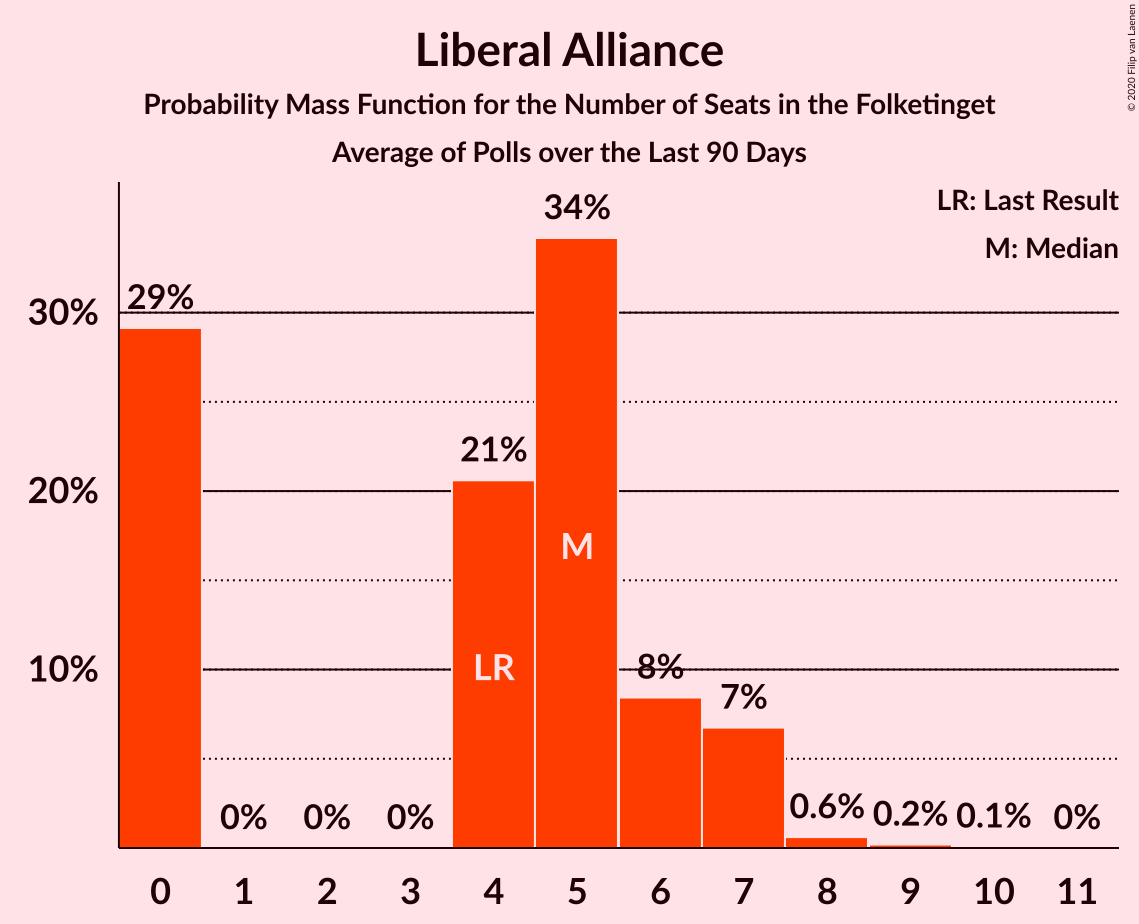 Liberal Alliance
Probability Mass Function for the Number of Seats in the Folketinget
Average of Polls over the Last 90 Days
© 2020 Filip van Laenen
LR: Last Result
M: Median
34%
29%
30%
21%
20%
M
LR
10%
8%
7%
0% 0% 0% 0.6% 0.2% 0.1% 0%
0 1 2 3 4 5 6 7 8 9 10 11